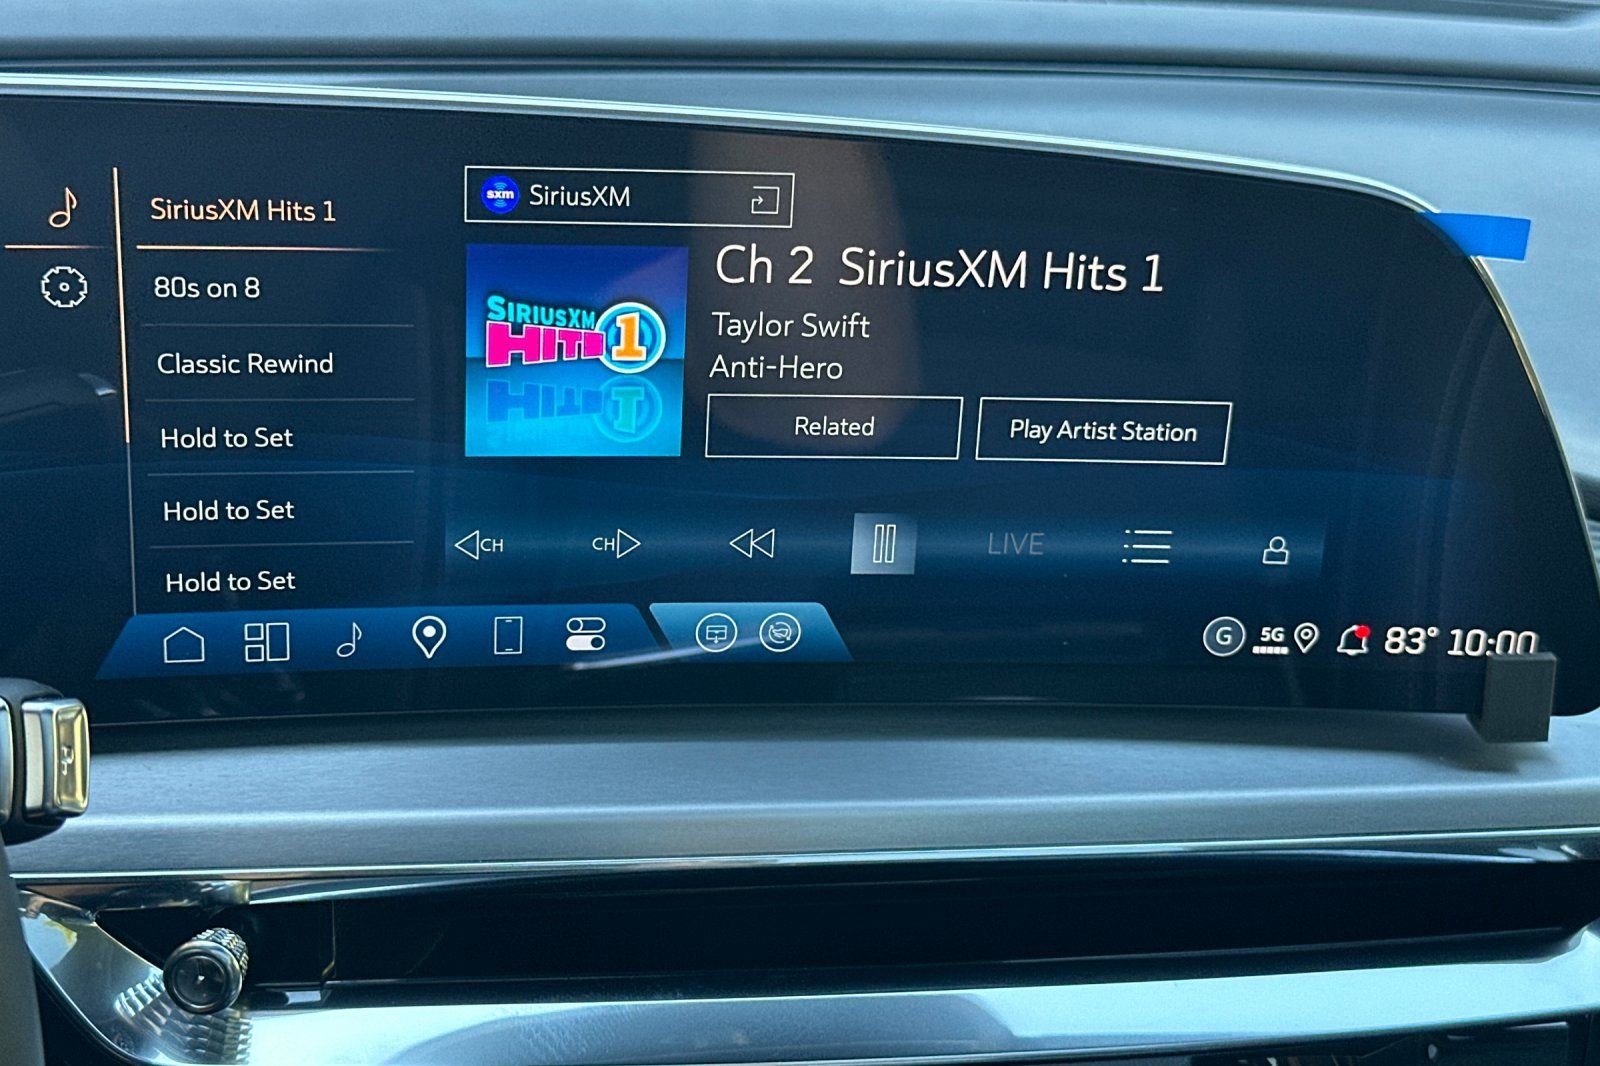 SiriusXM Hits 1
80s on 8
Classic Rewind
Hold to Set
Hold to Set
Hold to Set
sxm SiriusXM
SIRIUSXM
HITS 1
Ch 2 SiriusXM Hits 1
Taylor Swift
Anti-Hero
Related
Play Artist Station
CH
CH
LIVE
G 5G 83° 10:00